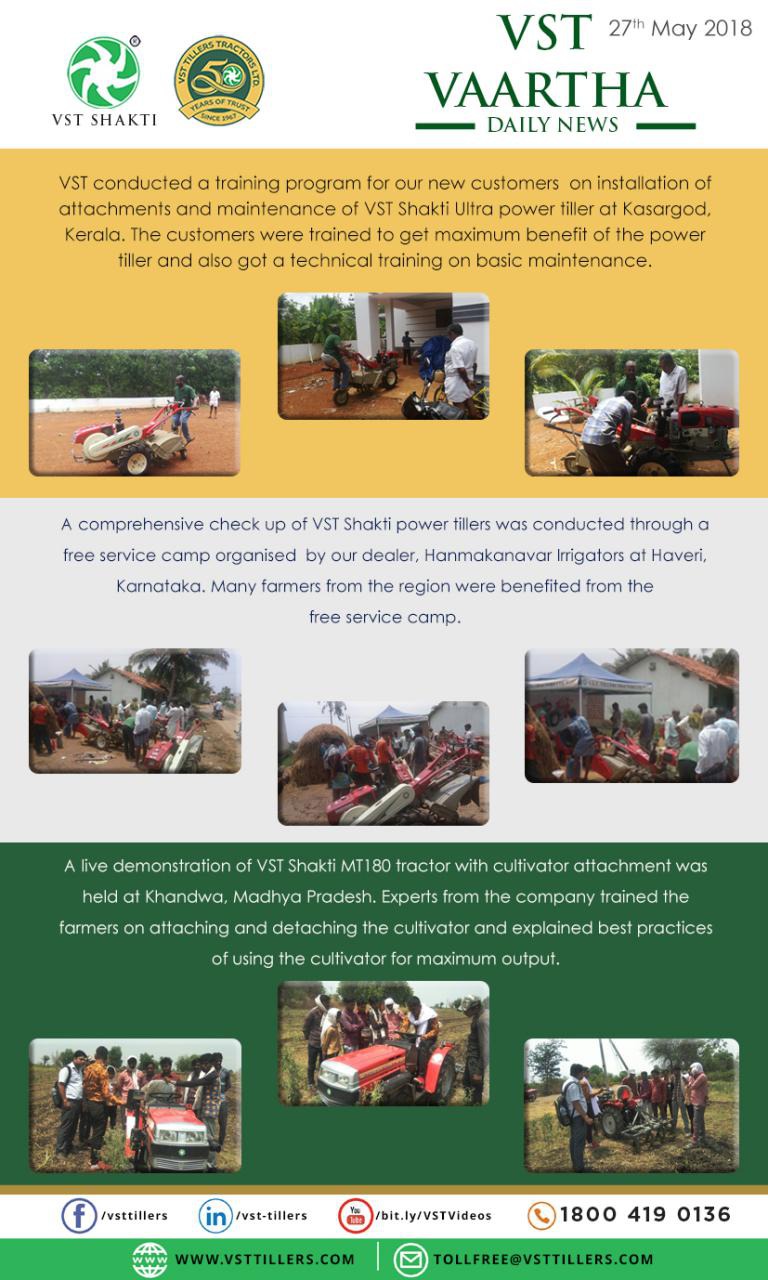 VST SHAKTI
VST TILLERS TRACTORS LTD.
50
YEARS OF TRUST
SINCE 1967
VST
27th May 2018
VAARTHA
DAILY NEWS
VST conducted a training program for our new customers on installation of
attachments and maintenance of VST Shakti Ultra power tiller at Kasargod,
Kerala. The customers were trained to get maximum benefit of the power
tiller and also got a technical training on basic maintenance.
A comprehensive check up of VST Shakti power tillers was conducted through a
free service camp organised by our dealer, Hanmakanavar Irrigators at Haveri,
Karnataka. Many farmers from the region were benefited from the
free service camp.
A live demonstration of VST Shakti MT180 tractor with cultivator attachment was
held at Khandwa, Madhya Pradesh. Experts from the company trained the
farmers on attaching and detaching the cultivator and explained best practices
of using the cultivator for maximum output.
/vsttillers
/vst-tillers
You Tube /bit.ly/VSTVideos
1800 419 0136
WWW.VSTTILLERS.COM
TOLLFREE@VSTTILLERS.COM